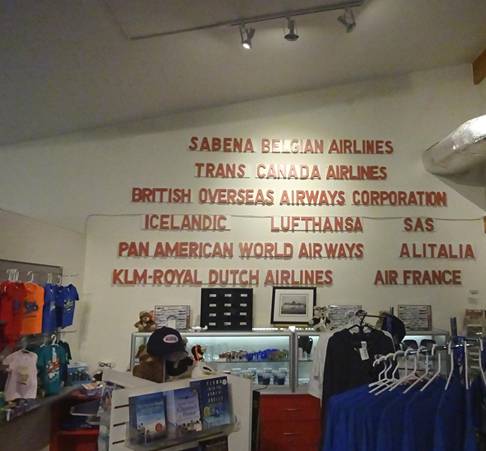 SABENA BELGIAN AIRLINES
TRANS CANADA AIRLINES
BRITISH OVERSEAS AIRWAYS CORPORATION
ICELANDIC LUFTHANSA SAS
PAN AMERICAN WORLD AIRWAYS ALITALIA
KLM-ROYAL DUTCH AIRLINES AIR FRANCE